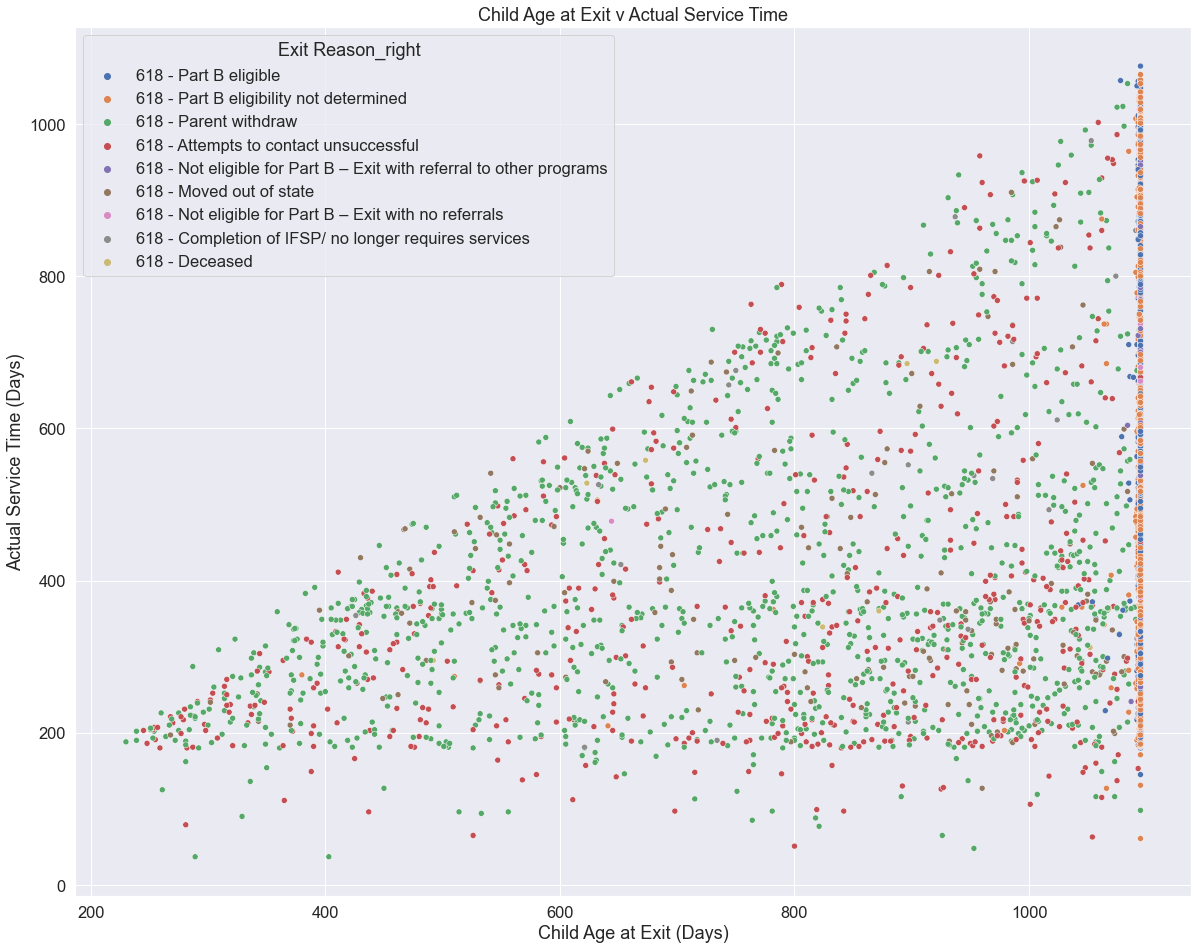 Child Age at Exit v Actual Service Time
Exit Reason_right
618 - Part B eligible
618 - Part B eligibility not determined
618 - Parent withdraw
618 - Attempts to contact unsuccessful
618 - Not eligible for Part B – Exit with referral to other programs
618 - Moved out of state
618 - Not eligible for Part B – Exit with no referrals
618 - Completion of IFSP/ no longer requires services
618 - Deceased
Actual Service Time (Days)
1000
800
600
400
200
0
200
400
600
800
1000
Child Age at Exit (Days)